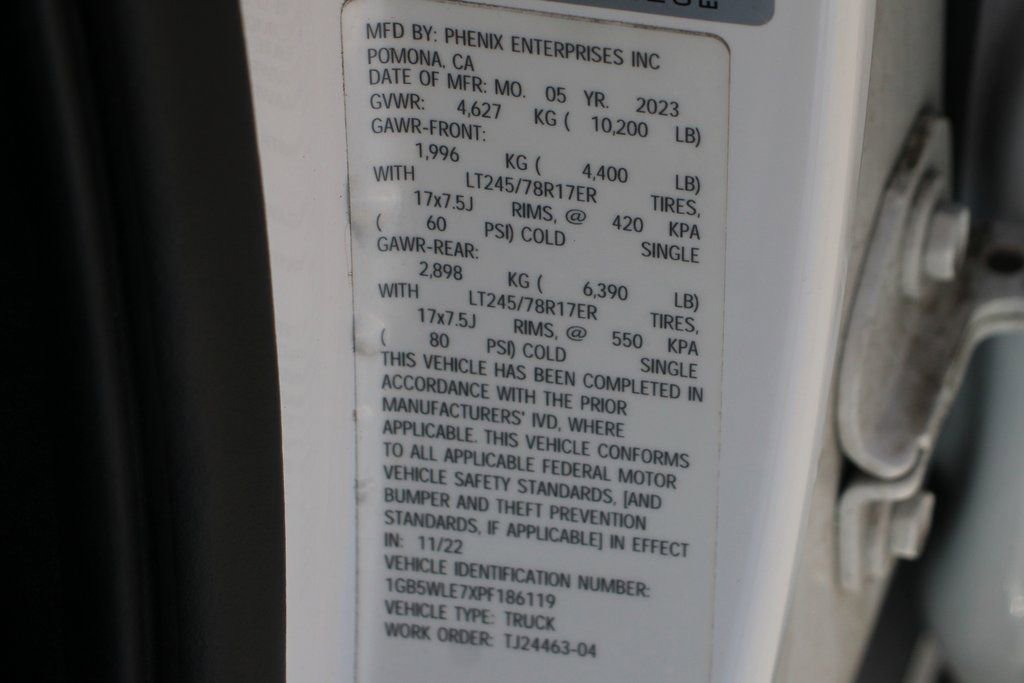 MFD BY: PHENIX ENTERPRISES INC
POMONA, CA
DATE OF MFR: MO. 05 YR. 2023
GVWR: 4,627 KG ( 10,200 LB)
GAWR-FRONT:
1,996 KG ( 4,400 LB)
WITH LT245/78R17ER TIRES,
17x7.5J RIMS, @ 420 KPA
( 60 PSI) COLD SINGLE
GAWR-REAR:
2,898 KG ( 6,390 LB)
WITH LT245/78R17ER TIRES,
17x7.5J RIMS, @ 550 KPA
( 80 PSI) COLD SINGLE
THIS VEHICLE HAS BEEN COMPLETED IN
ACCORDANCE WITH THE PRIOR
MANUFACTURERS' IVD, WHERE
APPLICABLE. THIS VEHICLE CONFORMS
TO ALL APPLICABLE FEDERAL MOTOR
VEHICLE SAFETY STANDARDS, [AND
BUMPER AND THEFT PREVENTION
STANDARDS, IF APPLICABLE] IN EFFECT
IN: 11/22
VEHICLE IDENTIFICATION NUMBER:
1GB5WLE7XPF186119
VEHICLE TYPE: TRUCK
WORK ORDER: TJ24463-04